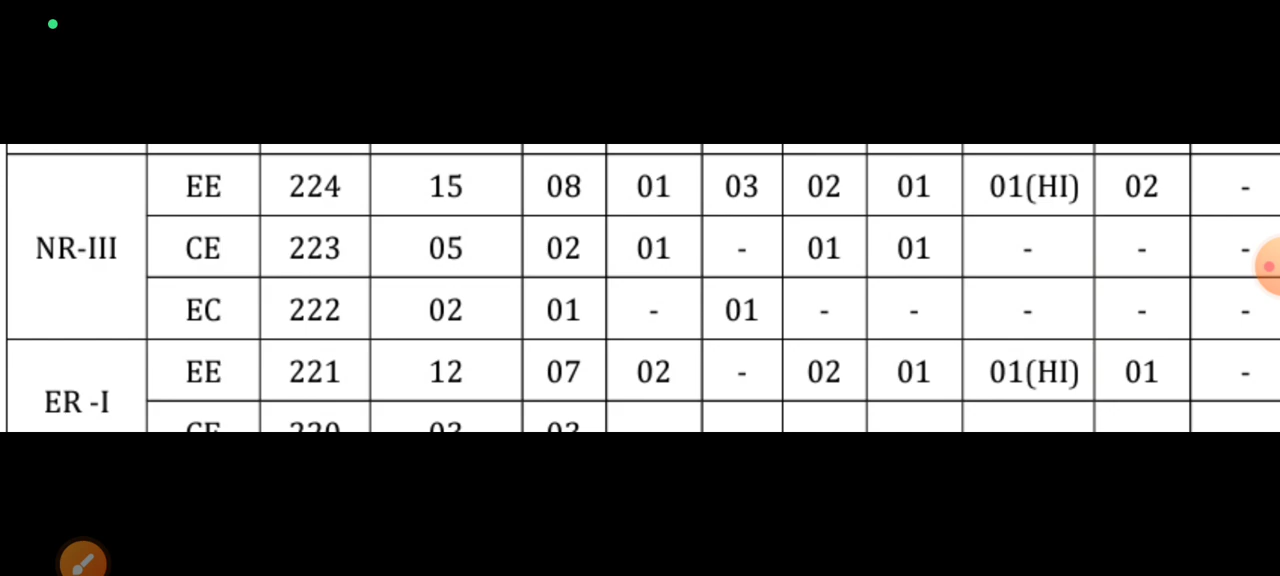 EE 224 15 08 01 03 02 01 01(HI) 02 -
NR-III CE 223 05 02 01 - 01 01 - - -
EC 222 02 01 - 01 - - - - -
ER -I EE 221 12 07 02 - 02 01 01(HI) 01 -